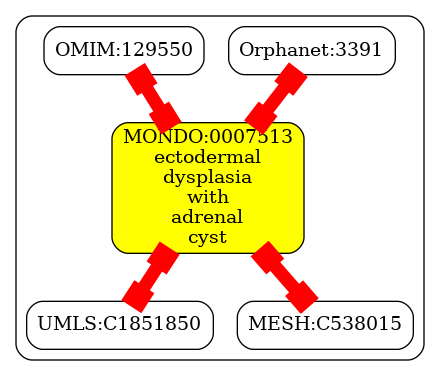 OMIM:129550
Orphanet:3391
MONDO:0007513
ectodermal
dysplasia
with
adrenal
cyst
UMLS:C1851850
MESH:C538015